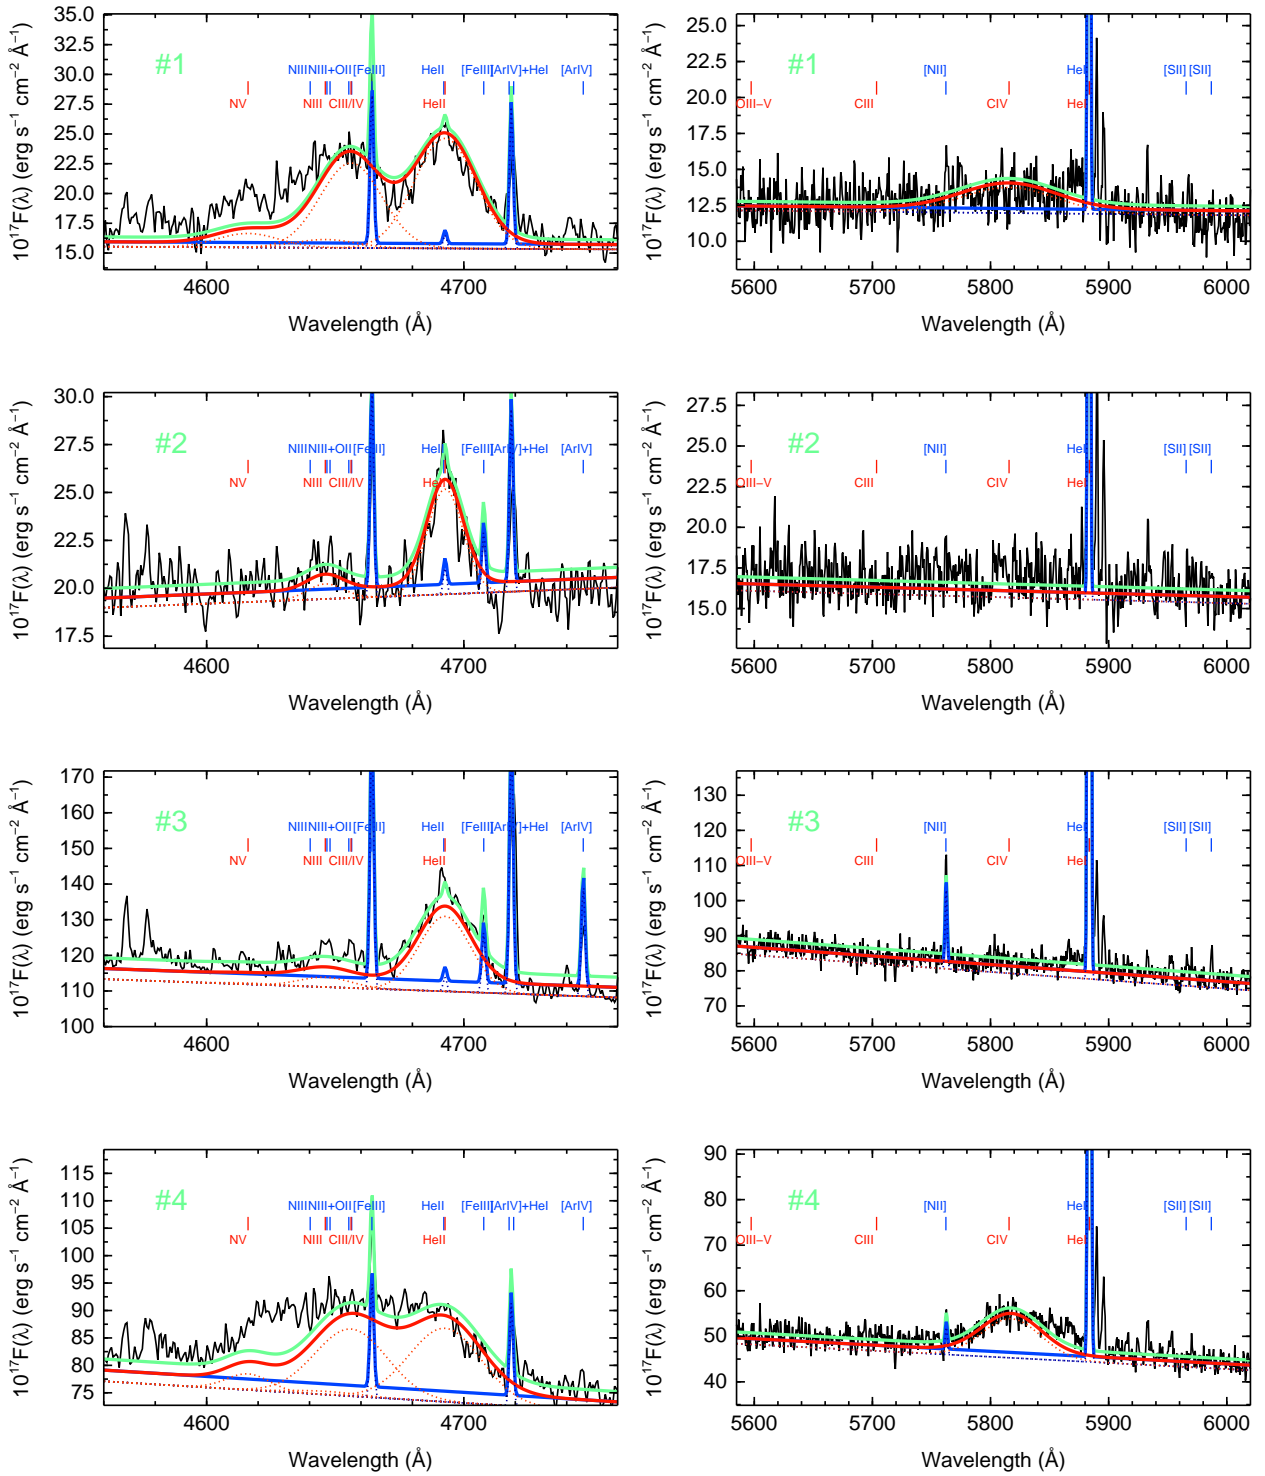 35.0
32.5
30.0
27.5
25.0
22.5
20.0
17.5
15.0
10¹⁷F(λ) (erg s⁻¹ cm⁻² Å⁻¹)
#1
NIII NIII+OII [FeIII] HeII [FeIII] [ArIV]+HeI [ArIV]
NV NIII CIII/IV HeII
4600 4700
Wavelength (Å)
25.0
22.5
20.0
17.5
15.0
12.5
10.0
10¹⁷F(λ) (erg s⁻¹ cm⁻² Å⁻¹)
#1
[NII] HeI [SII] [SII]
OIII−V CIII CIV HeI
5600 5700 5800 5900 6000
Wavelength (Å)
30.0
27.5
25.0
22.5
20.0
17.5
10¹⁷F(λ) (erg s⁻¹ cm⁻² Å⁻¹)
#2
NIII NIII+OII [FeIII] HeII [FeIII] [ArIV]+HeI [ArIV]
NV NIII CIII/IV HeII
4600 4700
Wavelength (Å)
27.5
25.0
22.5
20.0
17.5
15.0
10¹⁷F(λ) (erg s⁻¹ cm⁻² Å⁻¹)
#2
[NII] HeI [SII] [SII]
OIII−V CIII CIV HeI
5600 5700 5800 5900 6000
Wavelength (Å)
170
160
150
140
130
120
110
100
10¹⁷F(λ) (erg s⁻¹ cm⁻² Å⁻¹)
#3
NIII NIII+OII [FeIII] HeII [FeIII] [ArIV]+HeI [ArIV]
NV NIII CIII/IV HeII
4600 4700
Wavelength (Å)
130
120
110
100
90
80
70
10¹⁷F(λ) (erg s⁻¹ cm⁻² Å⁻¹)
#3
[NII] HeI [SII] [SII]
OIII−V CIII CIV HeI
5600 5700 5800 5900 6000
Wavelength (Å)
115
110
105
100
95
90
85
80
75
10¹⁷F(λ) (erg s⁻¹ cm⁻² Å⁻¹)
#4
NIII NIII+OII [FeIII] HeII [FeIII] [ArIV]+HeI [ArIV]
NV NIII CIII/IV HeII
4600 4700
Wavelength (Å)
90
80
70
60
50
40
10¹⁷F(λ) (erg s⁻¹ cm⁻² Å⁻¹)
#4
[NII] HeI [SII] [SII]
OIII−V CIII CIV HeI
5600 5700 5800 5900 6000
Wavelength (Å)